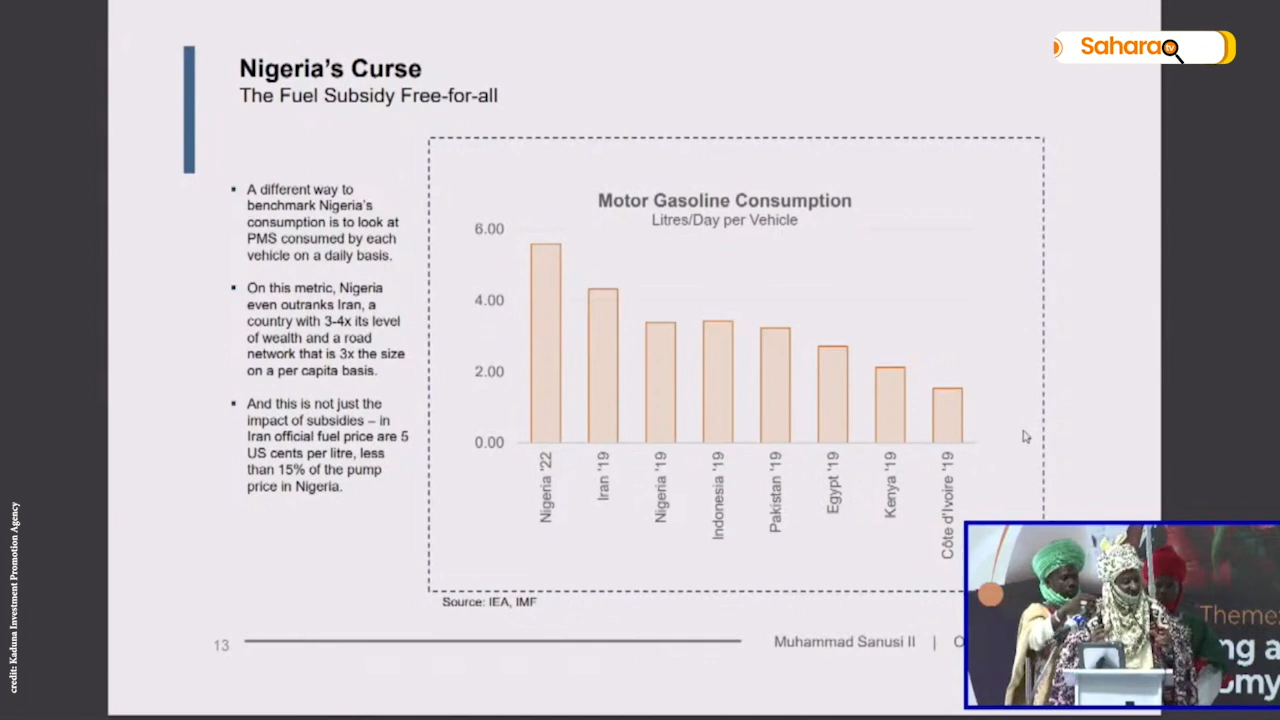 Sahara tv
Nigeria's Curse
The Fuel Subsidy Free-for-all
A different way to
benchmark Nigeria's
consumption is to look at
PMS consumed by each
vehicle on a daily basis.
On this metric, Nigeria
even outranks Iran, a
country with 3-4x its level
of wealth and a road
network that is 3x the size
on a per capita basis.
And this is not just the
impact of subsidies – in
Iran official fuel price are 5
US cents per litre, less
than 15% of the pump
price in Nigeria.
Motor Gasoline Consumption
Litres/Day per Vehicle
6.00
4.00
2.00
0.00
Nigeria '22
Iran '19
Nigeria '19
Indonesia '19
Pakistan '19
Egypt '19
Kenya '19
Côte d'Ivoire '19
Source: IEA, IMF
13
Muhammad Sanusi II |
Theme:
ng a
omy
credit: Kaduna Investment Promotion Agency